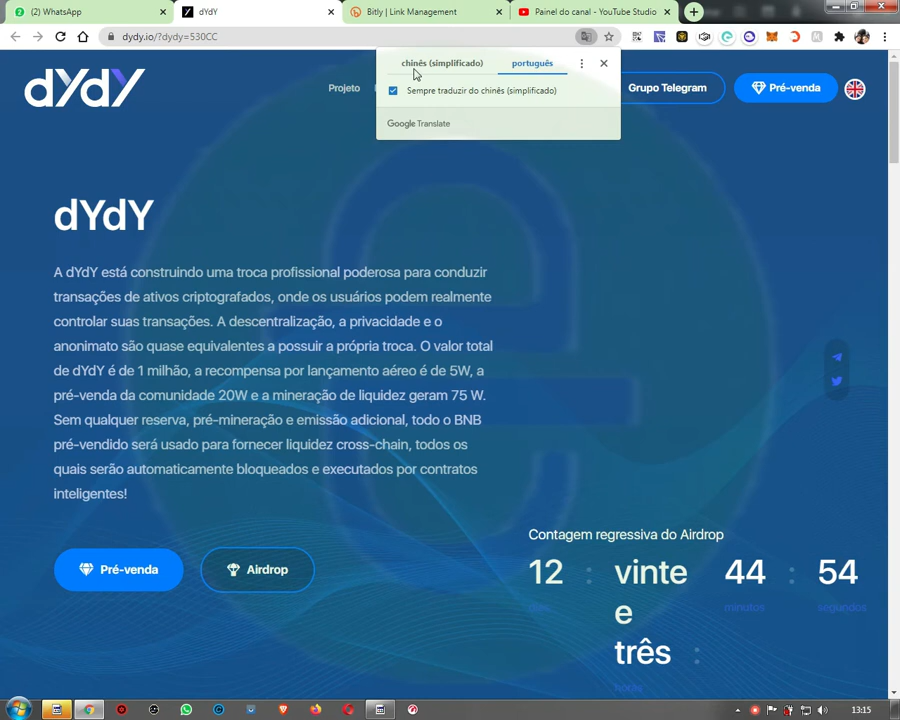 (2) WhatsApp
dYdY
Bitly | Link Management
Painel do canal - YouTube Studio
dydy.io/?dydy=530CC
chinês (simplificado)
português
Sempre traduzir do chinês (simplificado)
Google Translate
dYdY
Projeto
Grupo Telegram
Pré-venda
dYdY
A dYdY está construindo uma troca profissional poderosa para conduzir
transações de ativos criptografados, onde os usuários podem realmente
controlar suas transações. A descentralização, a privacidade e o
anonimato são quase equivalentes a possuir a própria troca. O valor total
de dYdY é de 1 milhão, a recompensa por lançamento aéreo é de 5W, a
pré-venda da comunidade 20W e a mineração de liquidez geram 75 W.
Sem qualquer reserva, pré-mineração e emissão adicional, todo o BNB
pré-vendido será usado para fornecer liquidez cross-chain, todos os
quais serão automaticamente bloqueados e executados por contratos
inteligentes!
Pré-venda
Airdrop
Contagem regressiva do Airdrop
12 : vinte e três : 44 : 54
dias
minutos
segundos
horas
13:15